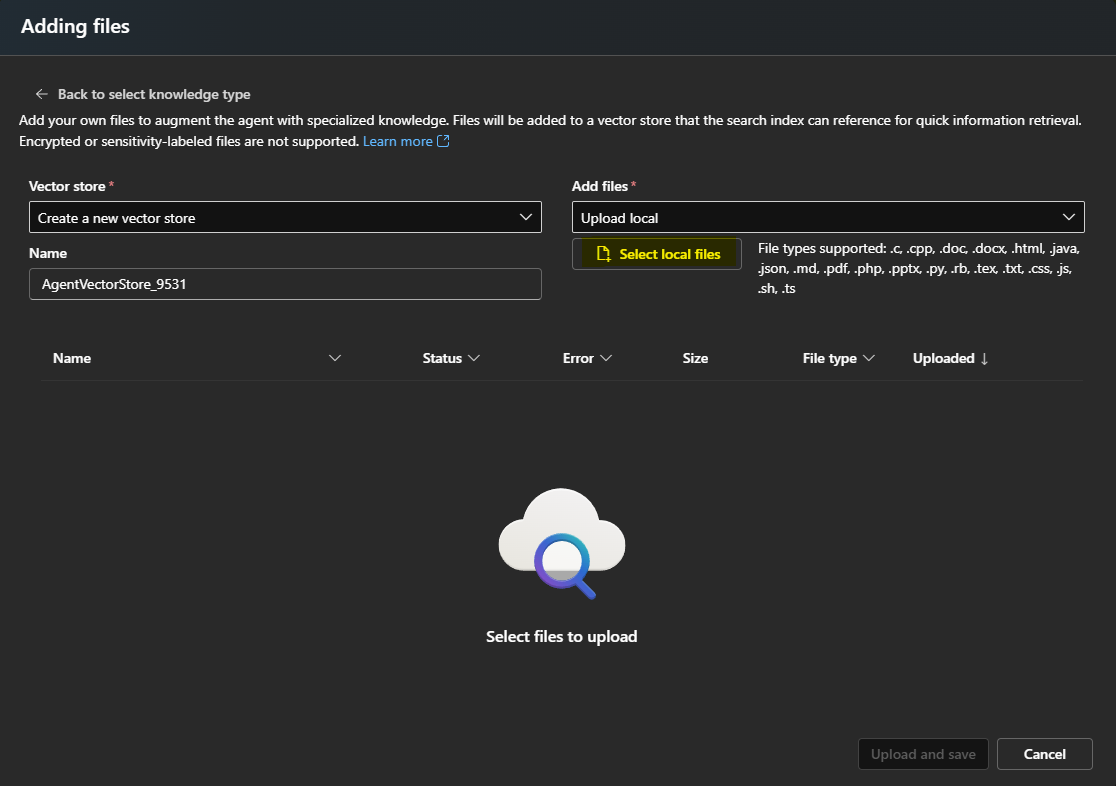 Adding files
Back to select knowledge type
Add your own files to augment the agent with specialized knowledge. Files will be added to a vector store that the search index can reference for quick information retrieval.
Encrypted or sensitivity-labeled files are not supported. Learn more
Vector store *
Create a new vector store
Name
AgentVectorStore_9531
Add files *
Upload local
Select local files
File types supported: .c, .cpp, .doc, .docx, .html, .java,
.json, .md, .pdf, .php, .pptx, .py, .rb, .tex, .txt, .css, .js,
.sh, .ts
Name Status Error Size File type Uploaded ↓
Select files to upload
Upload and save Cancel